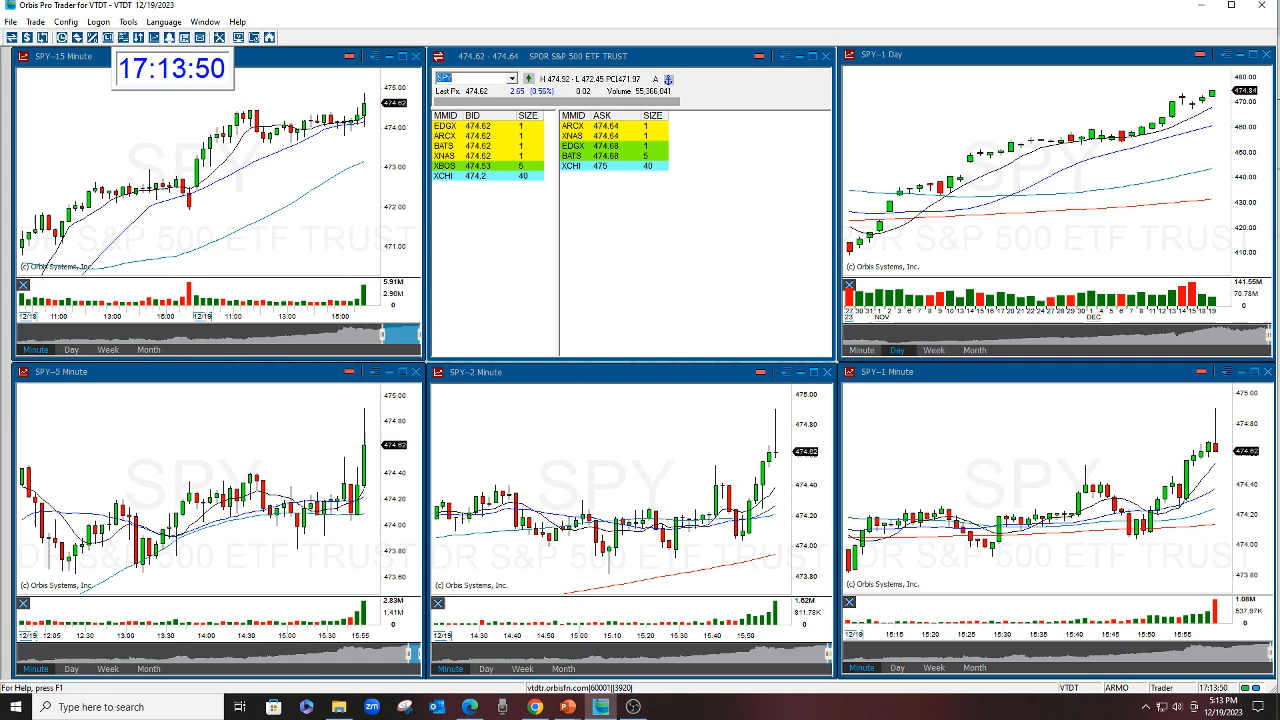 Orbis Pro Trader for VTDT - VTDT 12/19/2023
File Trade Config Logon Tools Language Window Help
17:13:50
SPY--15 Minute
475.00
474.62
474.00
473.00
472.00
471.00
SPY
(c) Orbis Systems, Inc.
5.91M
2.96M
0
12/18 11:00 13:00 15:00 12/19 11:00 13:00 15:00
Minute Day Week Month
474.62 - 474.64 SPDR S&P 500 ETF TRUST
SPY H 474.92 - L 472.45 PCL471.97 A
Last Px. 474.62 2.65 (0.56%) 0.02 Volume 55,366,041
MMID BID SIZE MMID ASK SIZE
EDGX 474.62 1 ARCX 474.64 1
ARCX 474.62 1 XNAS 474.64 1
BATS 474.62 1 EDGX 474.68 1
XNAS 474.62 1 BATS 474.68 5
XBOS 474.53 5 XCHI 475 40
XCHI 474.2 40
SPY--1 Day
480.00
474.84
470.00
460.00
450.00
440.00
430.00
420.00
410.00
SPY
DR S&P 500 ETF TRUST
(c) Orbis Systems, Inc.
141.55M
70.78M
0
NOV DEC
23
Minute Day Week Month
SPY--5 Minute
475.00
474.80
474.62
474.40
474.20
474.00
473.80
473.60
SPY
(c) Orbis Systems, Inc.
2.83M
1.41M
0
12/19 12:05 12:30 13:00 13:30 14:00 14:30 15:00 15:30 15:55
Minute Day Week Month
SPY--2 Minute
475.00
474.80
474.62
474.40
474.20
474.00
473.80
SPY
(c) Orbis Systems, Inc.
1.62M
811.78K
0
12/19 14:30 14:40 14:50 15:00 15:10 15:20 15:30 15:40 15:50
Minute Day Week Month
SPY--1 Minute
475.00
474.80
474.62
474.40
474.20
474.00
473.80
SPY
(c) Orbis Systems, Inc.
1.08M
537.97K
0
12/19 15:15 15:20 15:25 15:30 15:35 15:40 15:45 15:50 15:55
Minute Day Week Month
For Help, press F1 vtdtr.orbisfn.com|60001||3920| VTDT ARMO Trader 17:13:50
Type here to search
5:13 PM
12/19/2023